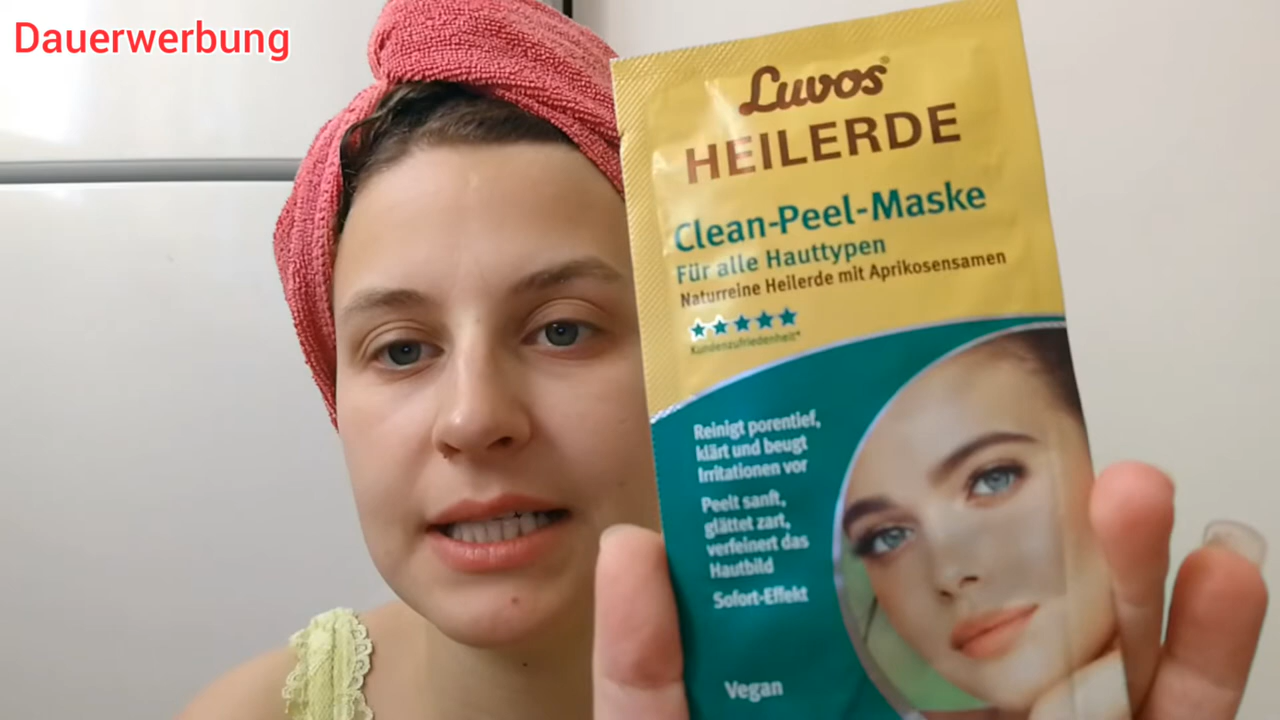 Dauerwerbung
Luvos®
HEILERDE
Clean-Peel-Maske
Für alle Hauttypen
Naturreine Heilerde mit Aprikosensamen
Kundenzufriedenheit*
Reinigt porentief,
klärt und beugt
Irritationen vor
Peelt sanft,
glättet zart,
verfeinert das
Hautbild
Sofort-Effekt
Vegan